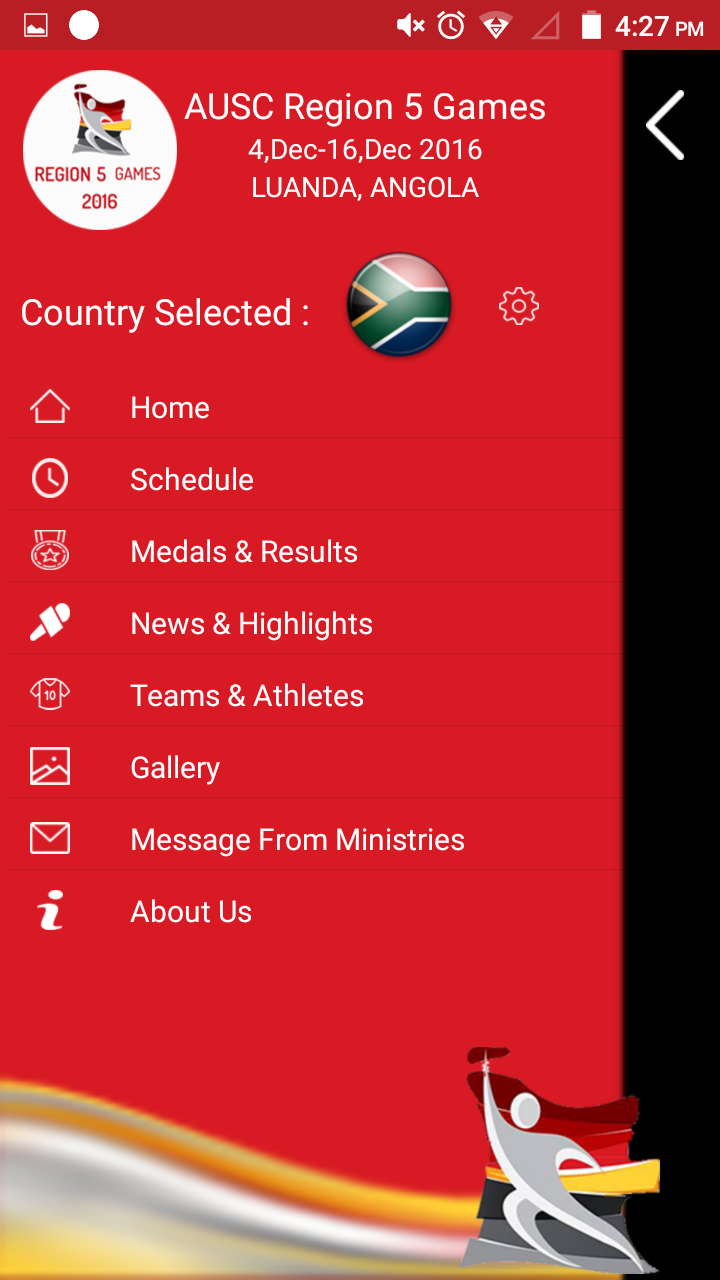 4:27 PM
AUSC Region 5 Games
4,Dec-16,Dec 2016
LUANDA, ANGOLA
REGION 5 GAMES
2016
Country Selected :
Home
Schedule
Medals & Results
News & Highlights
10
Teams & Athletes
Gallery
Message From Ministries
About Us